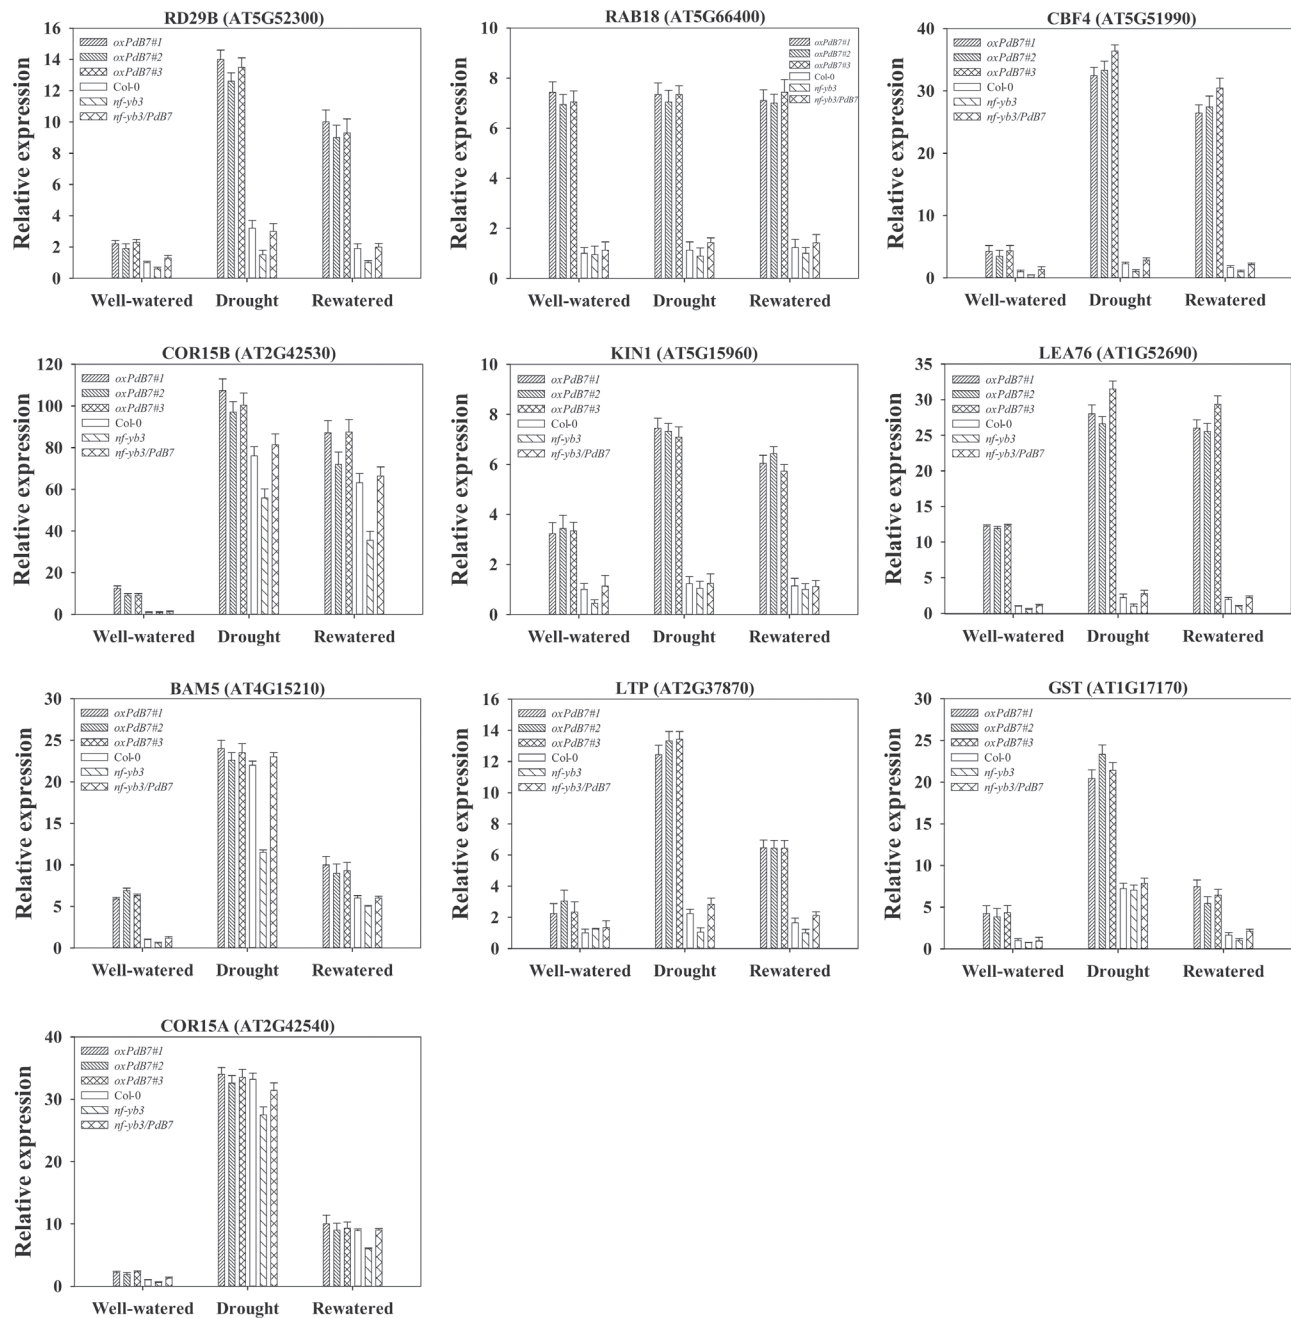 RD29B (AT5G52300)
Relative expression
16
14
12
10
8
6
4
2
0
oxPdB7#1
oxPdB7#2
oxPdB7#3
Col-0
nf-yb3
nf-yb3/PdB7
Well-watered Drought Rewatered
RAB18 (AT5G66400)
Relative expression
10
8
6
4
2
0
oxPdB7#1
oxPdB7#2
oxPdB7#3
Col-0
nf-yb3
nf-yb3/PdB7
Well-watered Drought Rewatered
CBF4 (AT5G51990)
Relative expression
40
30
20
10
0
oxPdB7#1
oxPdB7#2
oxPdB7#3
Col-0
nf-yb3
nf-yb3/PdB7
Well-watered Drought Rewatered
COR15B (AT2G42530)
Relative expression
120
100
80
60
40
20
0
oxPdB7#1
oxPdB7#2
oxPdB7#3
Col-0
nf-yb3
nf-yb3/PdB7
Well-watered Drought Rewatered
KIN1 (AT5G15960)
Relative expression
10
8
6
4
2
0
oxPdB7#1
oxPdB7#2
oxPdB7#3
Col-0
nf-yb3
nf-yb3/PdB7
Well-watered Drought Rewatered
LEA76 (AT1G52690)
Relative expression
35
30
25
20
15
10
5
0
oxPdB7#1
oxPdB7#2
oxPdB7#3
Col-0
nf-yb3
nf-yb3/PdB7
Well-watered Drought Rewatered
BAM5 (AT4G15210)
Relative expression
30
25
20
15
10
5
0
oxPdB7#1
oxPdB7#2
oxPdB7#3
Col-0
nf-yb3
nf-yb3/PdB7
Well-watered Drought Rewatered
LTP (AT2G37870)
Relative expression
16
14
12
10
8
6
4
2
0
oxPdB7#1
oxPdB7#2
oxPdB7#3
Col-0
nf-yb3
nf-yb3/PdB7
Well-watered Drought Rewatered
GST (AT1G17170)
Relative expression
30
25
20
15
10
5
0
oxPdB7#1
oxPdB7#2
oxPdB7#3
Col-0
nf-yb3
nf-yb3/PdB7
Well-watered Drought Rewatered
COR15A (AT2G42540)
Relative expression
40
30
20
10
0
oxPdB7#1
oxPdB7#2
oxPdB7#3
Col-0
nf-yb3
nf-yb3/PdB7
Well-watered Drought Rewatered